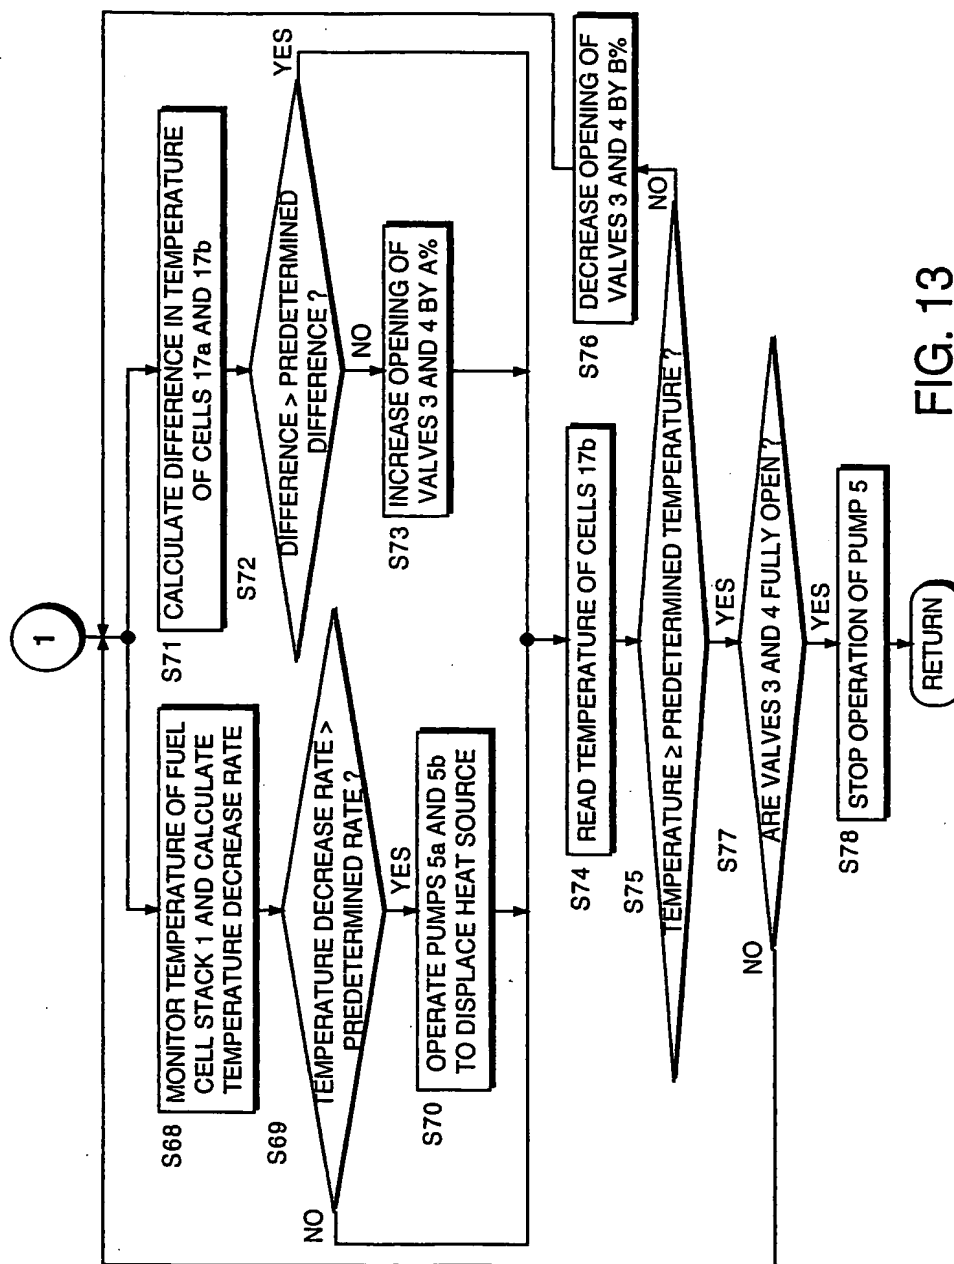 1
S68
MONITOR TEMPERATURE OF FUEL
CELL STACK 1 AND CALCULATE
TEMPERATURE DECREASE RATE
S69
TEMPERATURE DECREASE RATE >
PREDETERMINED RATE ?
NO
YES
S70
OPERATE PUMPS 5a AND 5b
TO DISPLACE HEAT SOURCE
S71
CALCULATE DIFFERENCE IN TEMPERATURE
OF CELLS 17a AND 17b
S72
DIFFERENCE > PREDETERMINED
DIFFERENCE ?
YES
NO
S73
INCREASE OPENING OF
VALVES 3 AND 4 BY A%
S74
READ TEMPERATURE OF CELLS 17b
S75
TEMPERATURE ≥ PREDETERMINED TEMPERATURE ?
NO
S76
DECREASE OPENING OF
VALVES 3 AND 4 BY B%
YES
S77
ARE VALVES 3 AND 4 FULLY OPEN ?
NO
YES
S78
STOP OPERATION OF PUMP 5
RETURN
FIG. 13